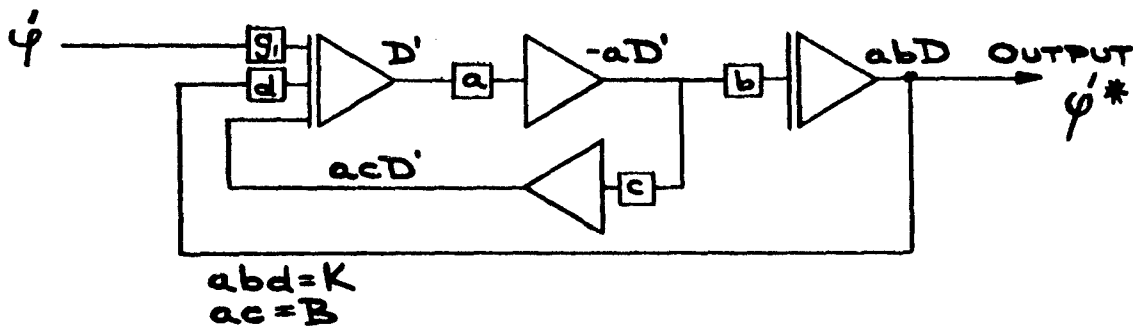 φ'
g₁
D'
a
-aD'
b
abD
OUTPUT
φ'*
d
acD'
c
abd=K
ac=B